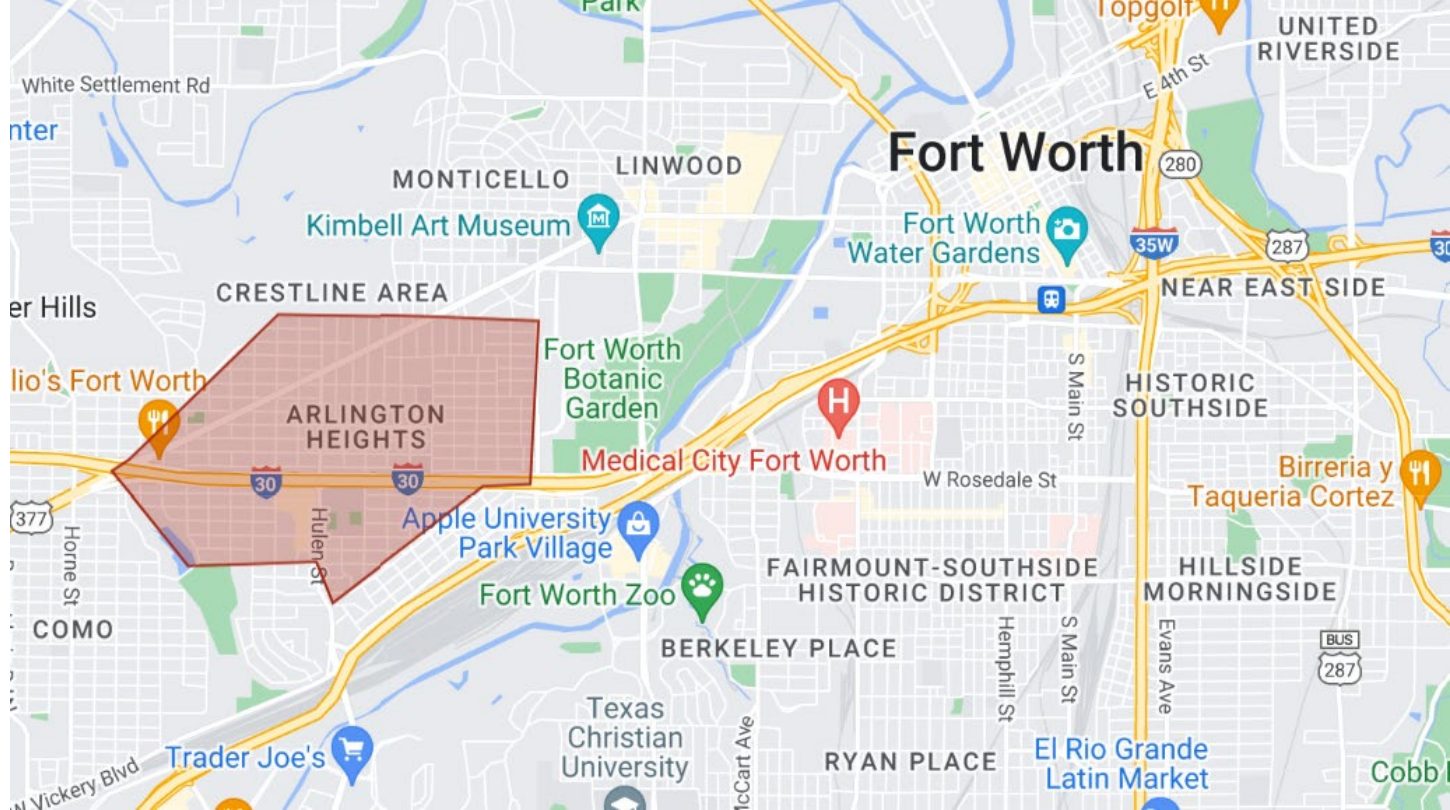 Park
Topgolf
UNITED
RIVERSIDE
White Settlement Rd
E 4th St
nter
Fort Worth
280
LINWOOD
MONTICELLO
Kimbell Art Museum
Fort Worth
Water Gardens
35W
287
30
NEAR EAST SIDE
CRESTLINE AREA
er Hills
Fort Worth
Botanic
Garden
S Main St
HISTORIC
SOUTHSIDE
lio's Fort Worth
ARLINGTON
HEIGHTS
H
Medical City Fort Worth
W Rosedale St
Birreria y
Taqueria Cortez
30
30
377
Horne St
Hulen St
Apple University
Park Village
FAIRMOUNT-SOUTHSIDE
HISTORIC DISTRICT
HILLSIDE
MORNINGSIDE
Fort Worth Zoo
COMO
BERKELEY PLACE
Hemphill St
S Main St
Evans Ave
BUS
287
Texas
Christian
University
McCart Ave
RYAN PLACE
El Rio Grande
Latin Market
Trader Joe's
W Vickery Blvd
Cobb